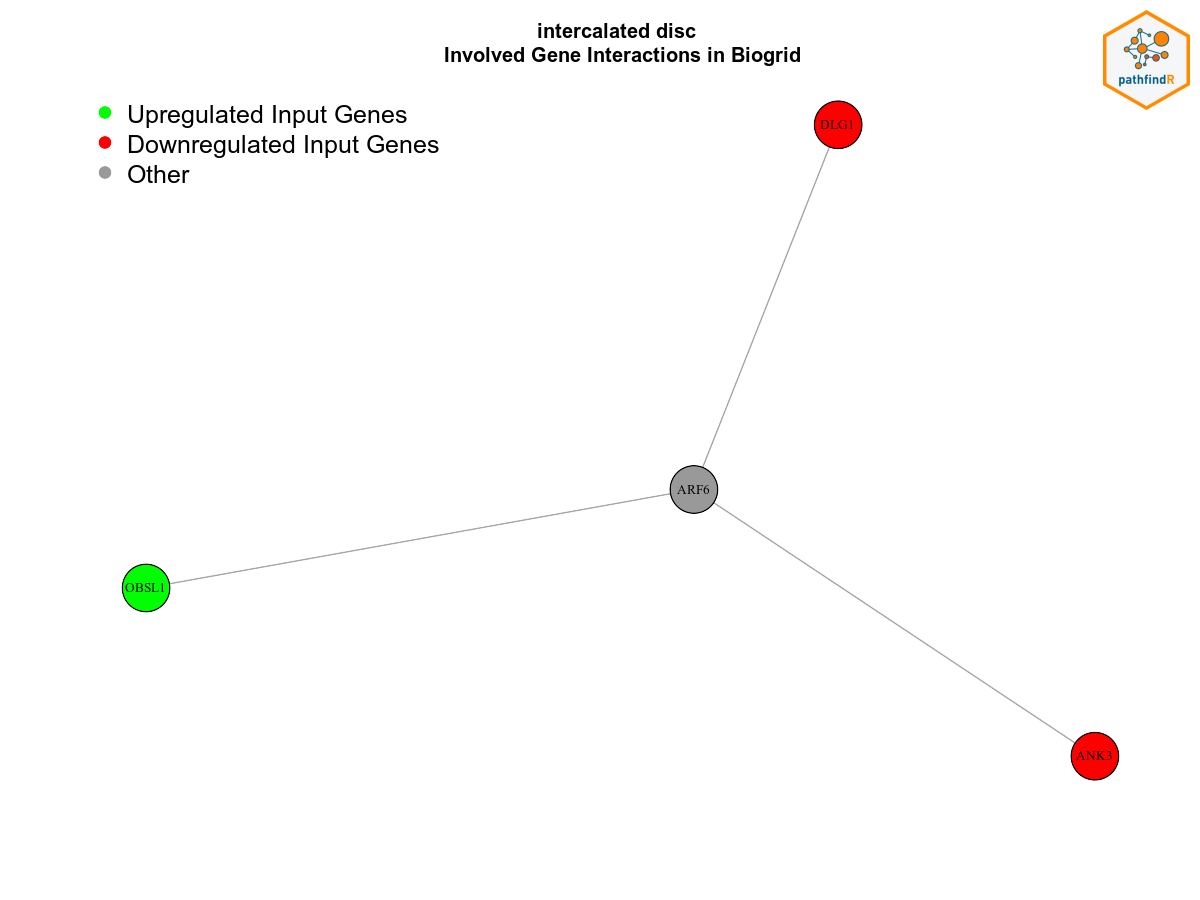 intercalated disc
Involved Gene Interactions in Biogrid
pathfindR
Upregulated Input Genes
Downregulated Input Genes
Other
DLG1
ARF6
OBSL1
ANK3